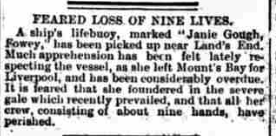 FEARED LOSS OF NINE LIVES.
A ship's lifebuoy, marked "Janie Gough,
Fowey," has been picked up near Land's End.
Much apprehension has been felt lately re-
specting the vessel, as she left Mount's Bay for
Liverpool, and has been considerably overdue.
It is feared that she foundered in the severe
gale which recently prevailed, and that all her
crew, consisting of about nine hands, have
perished.